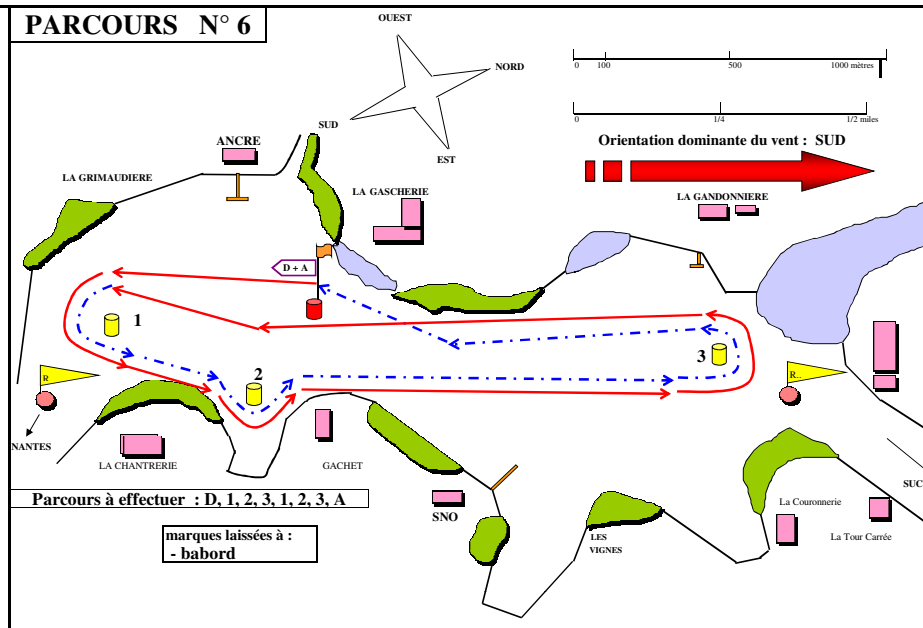 PARCOURS N° 6
OUEST
NORD
SUD
EST
0 100 500 1000 mètres
0 1/4 1/2 miles
Orientation dominante du vent : SUD
ANCRE
LA GRIMAUDIERE
LA GASCHERIE
LA GANDONNIERE
D + A
1
2
3
R
R..
NANTES
LA CHANTRERIE
GACHET
SUC
Parcours à effectuer : D, 1, 2, 3, 1, 2, 3, A
SNO
La Couronnerie
La Tour Carrée
LES
VIGNES
marques laissées à :
- babord